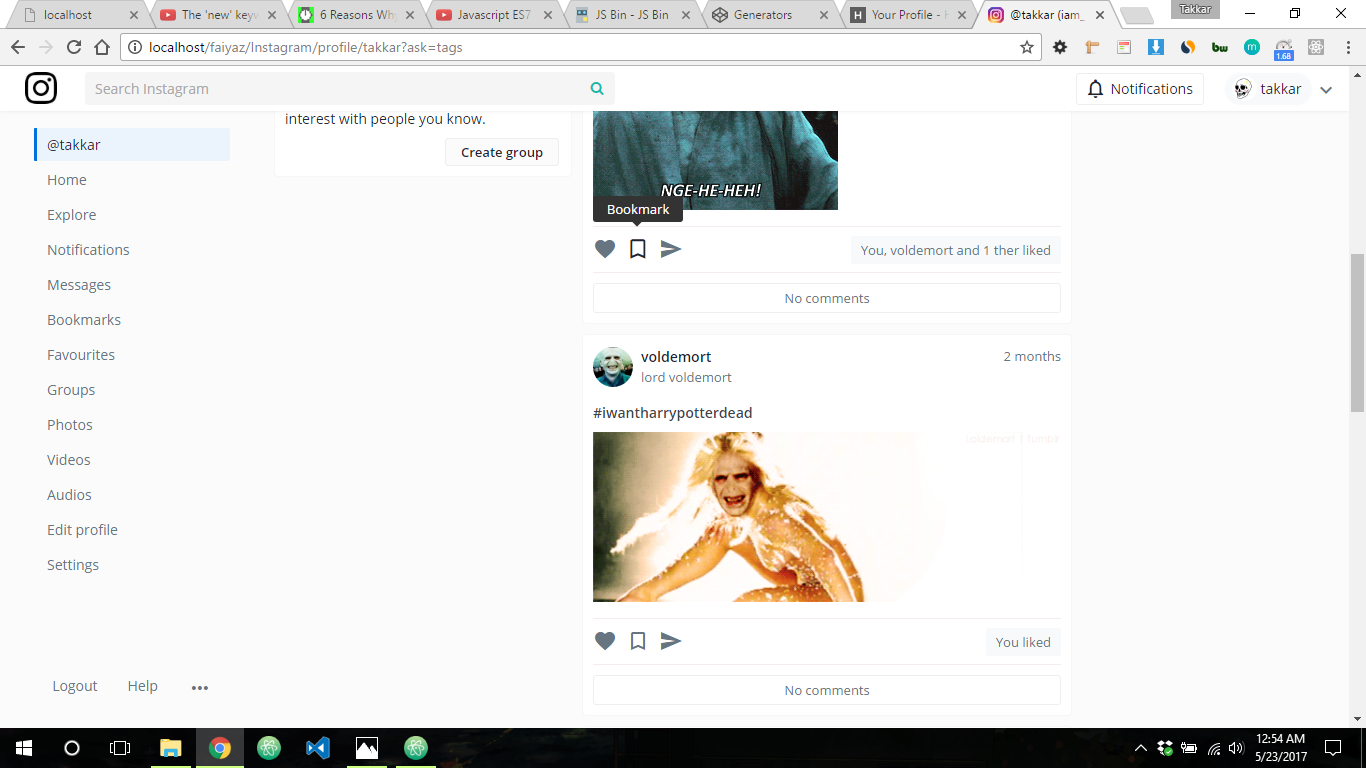 localhost
The 'new' keyw
6 Reasons Why
Javascript ES7
JS Bin - JS Bin
Generators
Your Profile - H
@takkar (iam_
Takkar
localhost/faiyaz/Instagram/profile/takkar?ask=tags
bw
m
1.68
Search Instagram
Notifications
takkar
@takkar
Home
Explore
Notifications
Messages
Bookmarks
Favourites
Groups
Photos
Videos
Audios
Edit profile
Settings
Logout
Help
interest with people you know.
Create group
NGE-HE-HEH!
Bookmark
You, voldemort and 1 ther liked
No comments
voldemort
2 months
lord voldemort
#iwantharrypotterdead
voldemort | tumblr
You liked
No comments
12:54 AM
5/23/2017